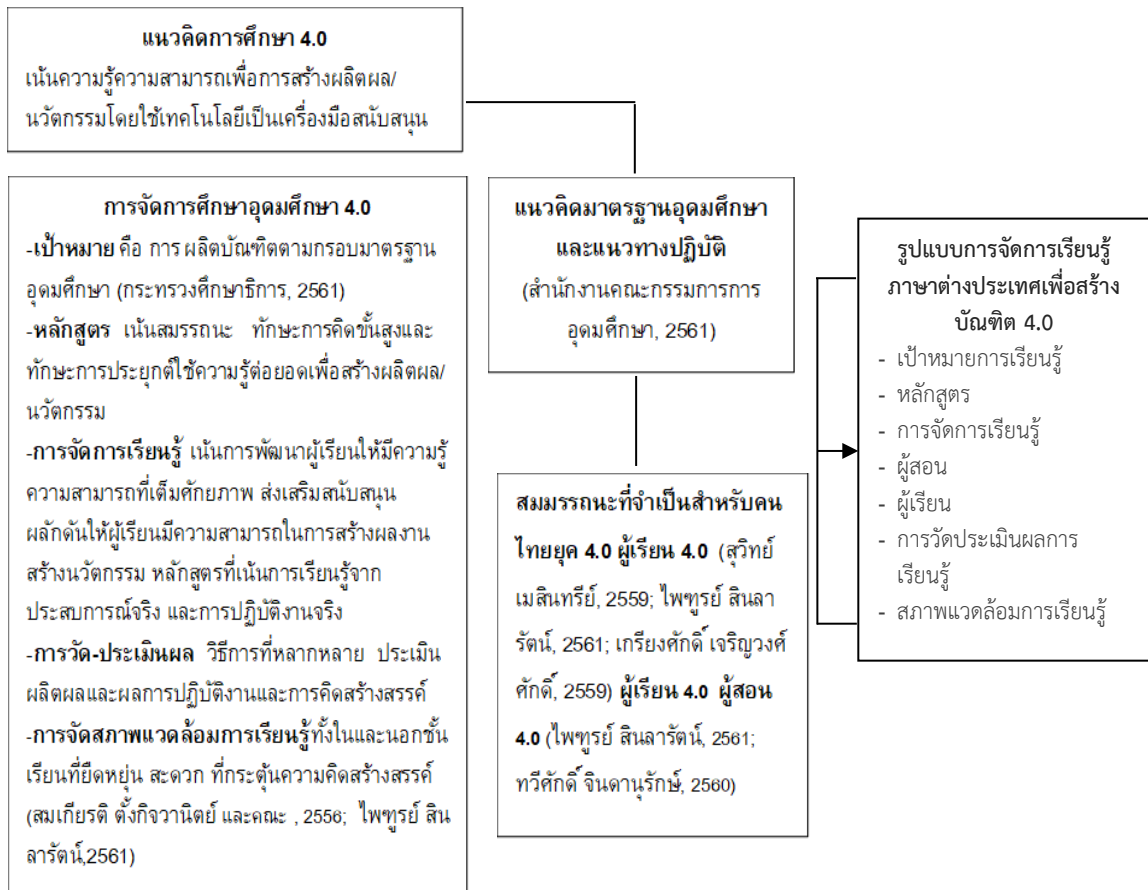 แนวคิดการศึกษา 4.0
เน้นความรู้ความสามารถเพื่อการสร้างผลิตผล/
นวัตกรรมโดยใช้เทคโนโลยีเป็นเครื่องมือสนับสนุน
การจัดการศึกษาอุดมศึกษา 4.0
-เป้าหมาย คือ การ ผลิตบัณฑิตตามกรอบมาตรฐาน
อุดมศึกษา (กระทรวงศึกษาธิการ, 2561)
-หลักสูตร เน้นสมรรถนะ ทักษะการคิดขั้นสูงและ
ทักษะการประยุกต์ใช้ความรู้ต่อยอดเพื่อสร้างผลิตผล/
นวัตกรรม
-การจัดการเรียนรู้ เน้นการพัฒนาผู้เรียนให้มีความรู้
ความสามารถที่เต็มศักยภาพ ส่งเสริมสนับสนุน
ผลักดันให้ผู้เรียนมีความสามารถในการสร้างผลงาน
สร้างนวัตกรรม หลักสูตรที่เน้นการเรียนรู้จาก
ประสบการณ์จริง และการปฏิบัติงานจริง
-การวัด-ประเมินผล วิธีการที่หลากหลาย ประเมิน
ผลิตผลและผลการปฏิบัติงานและการคิดสร้างสรรค์
-การจัดสภาพแวดล้อมการเรียนรู้ทั้งในและนอกชั้น
เรียนที่ยืดหยุ่น สะดวก ที่กระตุ้นความคิดสร้างสรรค์
(สมเกียรติ ตั้งกิจวานิตย์ และคณะ , 2556; ไพฑูรย์ สิน
ลารัตน์,2561)
แนวคิดมาตรฐานอุดมศึกษา
และแนวทางปฏิบัติ
(สำนักงานคณะกรรมการการ
อุดมศึกษา, 2561)
สมมรรถนะที่จำเป็นสำหรับคน
ไทยยุค 4.0 ผู้เรียน 4.0 (สุวิทย์
เมสินทรีย์, 2559; ไพฑูรย์ สินลา
รัตน์, 2561; เกรียงศักดิ์ เจริญวงศ์
ศักดิ์, 2559) ผู้เรียน 4.0 ผู้สอน
4.0 (ไพฑูรย์ สินลารัตน์, 2561;
ทวีศักดิ์ จินดานุรักษ์, 2560)
รูปแบบการจัดการเรียนรู้
ภาษาต่างประเทศเพื่อสร้าง
บัณฑิต 4.0
- เป้าหมายการเรียนรู้
- หลักสูตร
- การจัดการเรียนรู้
- ผู้สอน
- ผู้เรียน
- การวัดประเมินผลการ
เรียนรู้
- สภาพแวดล้อมการเรียนรู้